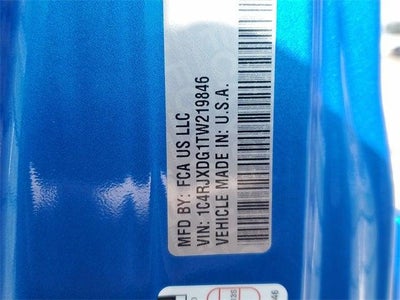 MFD BY: FCA US LLC
VIN: 1C4RJXDG1TW219846
VEHICLE MADE IN: U.S.A.